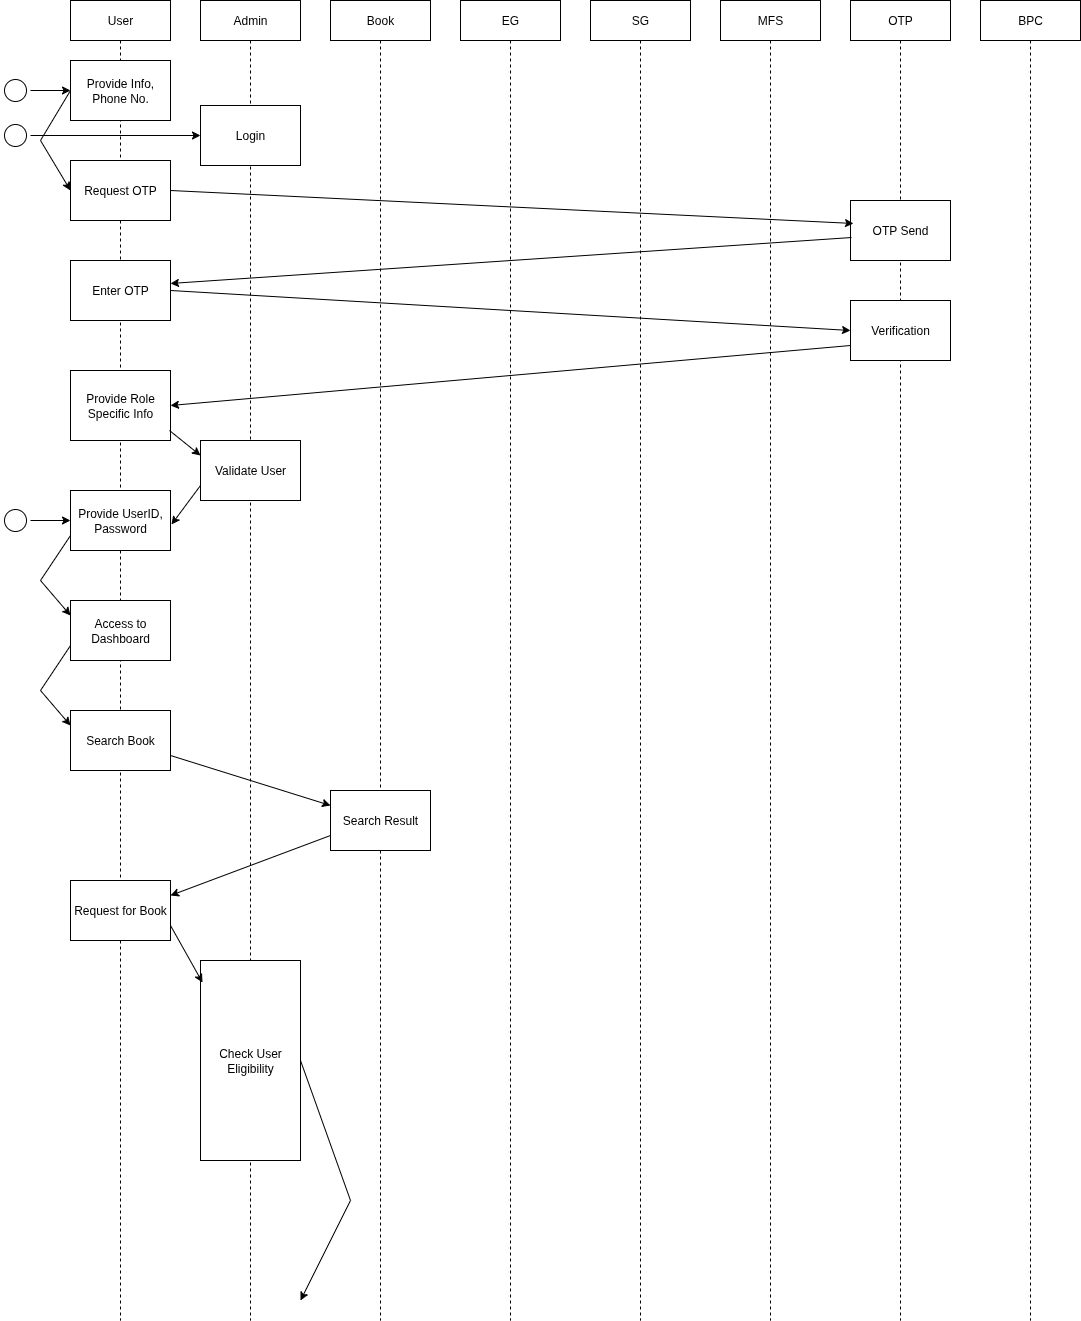 User
Admin
Book
EG
SG
MFS
OTP
BPC
Provide Info,
Phone No.
Login
Request OTP
OTP Send
Enter OTP
Verification
Provide Role
Specific Info
Validate User
Provide UserID,
Password
Access to
Dashboard
Search Book
Search Result
Request for Book
Check User
Eligibility